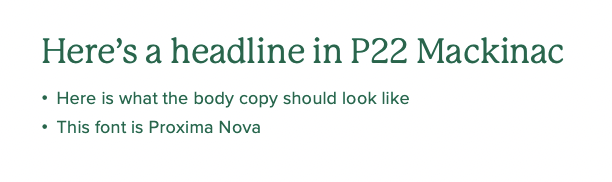 Here’s a headline in P22 Mackinac
• Here is what the body copy should look like
• This font is Proxima Nova